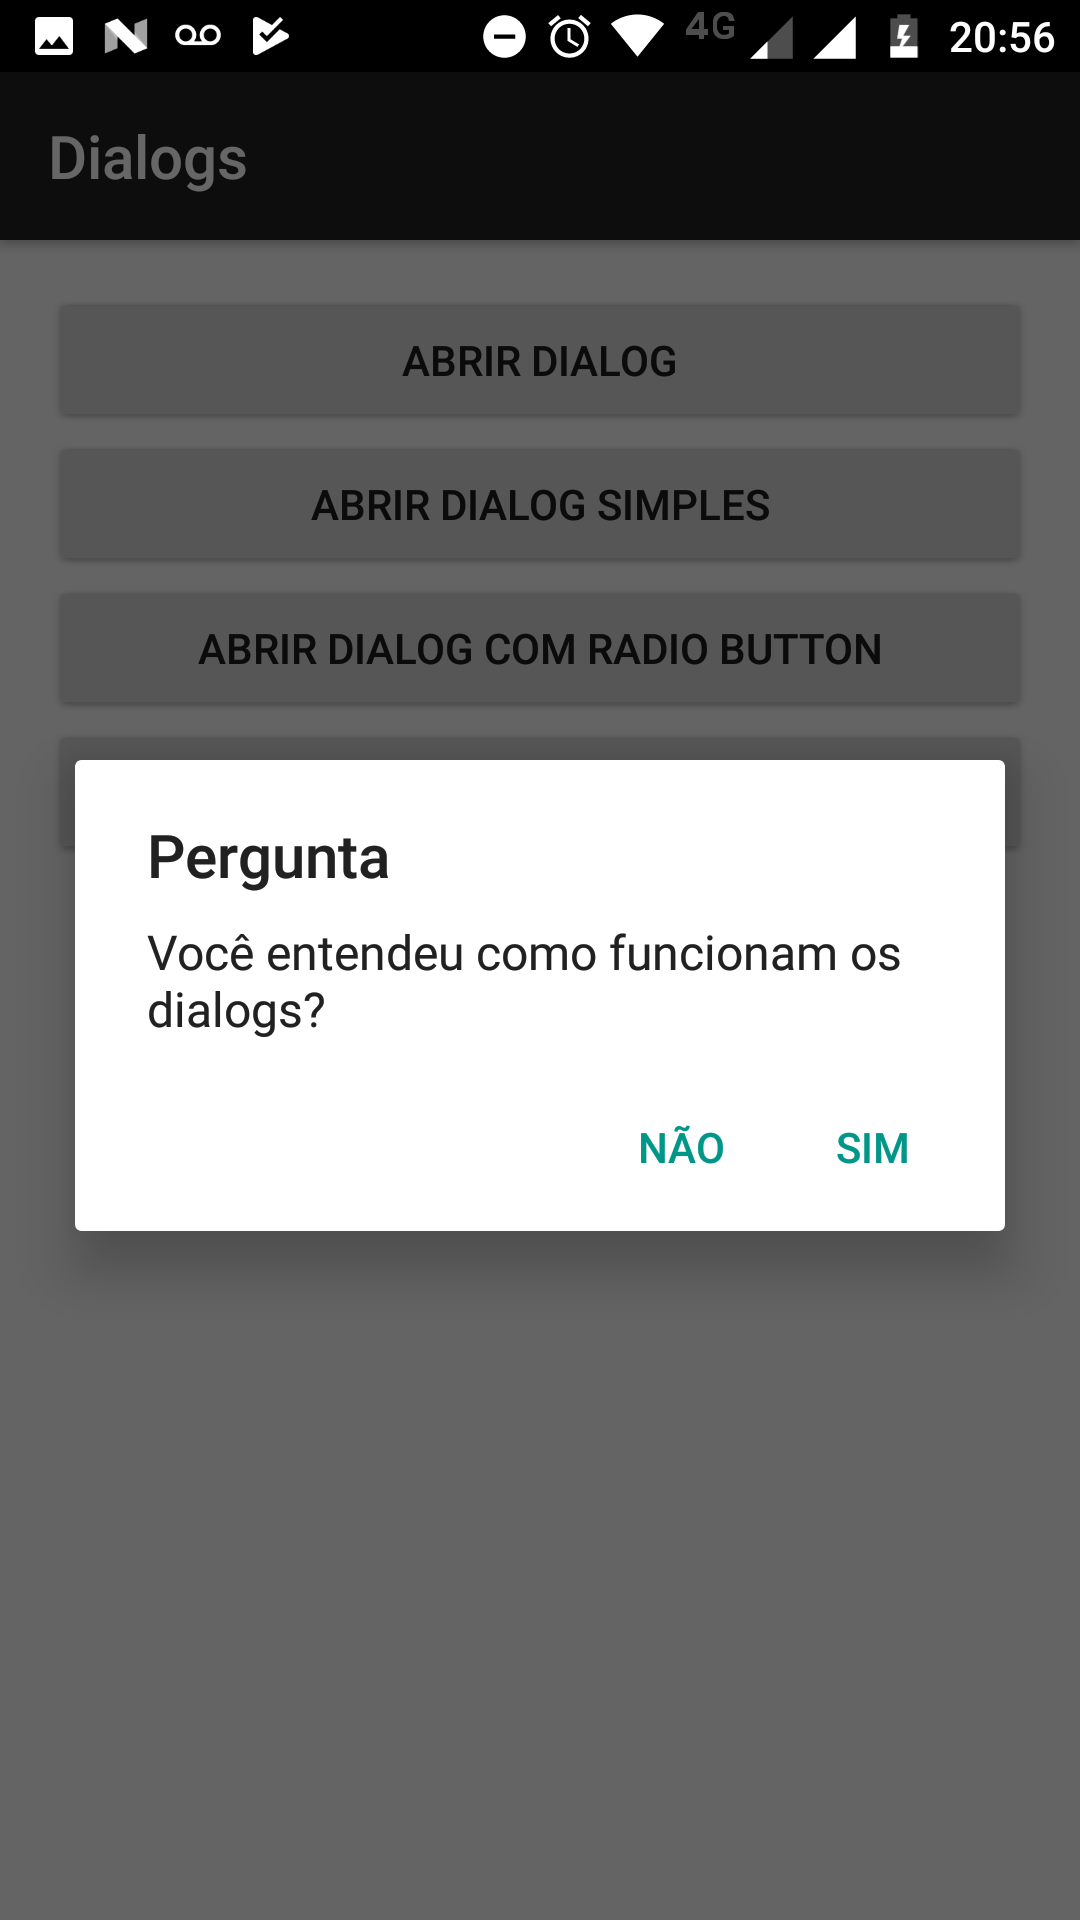 4G
20:56
Dialogs
ABRIR DIALOG
ABRIR DIALOG SIMPLES
ABRIR DIALOG COM RADIO BUTTON
Pergunta
Você entendeu como funcionam os
dialogs?
NÃO
SIM